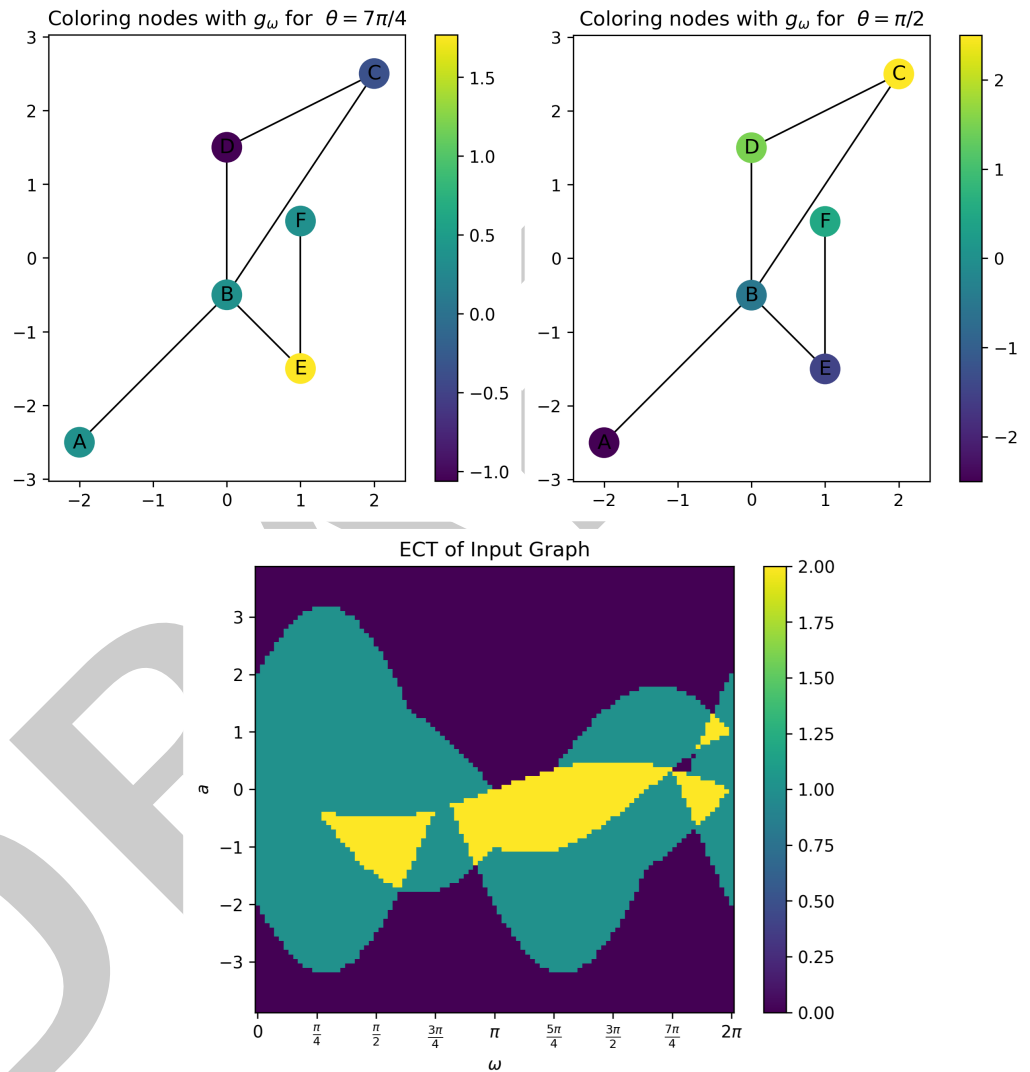 Coloring nodes with g_ω for θ = 7π/4
3
2
1
0
−1
−2
−3
−2
−1
0
1
2
A
B
C
D
E
F
1.5
1.0
0.5
0.0
−0.5
−1.0
Coloring nodes with g_ω for θ = π/2
3
2
1
0
−1
−2
−3
−2
−1
0
1
2
A
B
C
D
E
F
2
1
0
−1
−2
ECT of Input Graph
a
3
2
1
0
−1
−2
−3
0
π/4
π/2
3π/4
π
5π/4
3π/2
7π/4
2π
ω
2.00
1.75
1.50
1.25
1.00
0.75
0.50
0.25
0.00